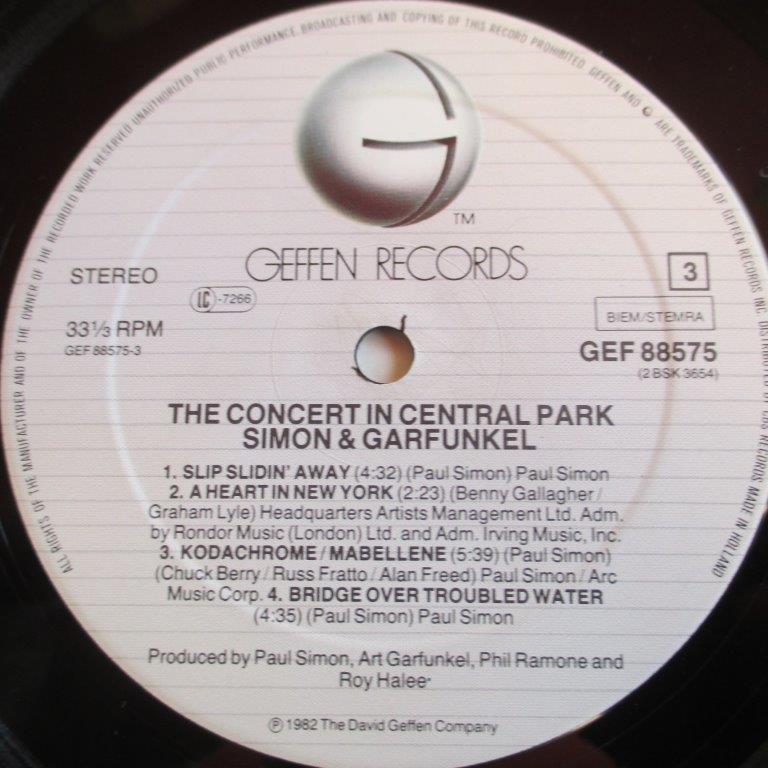 ALL RIGHTS OF THE MANUFACTURER AND OF THE OWNER OF THE RECORDED WORK RESERVED UNAUTHORIZED PUBLIC PERFORMANCE, BROADCASTING AND COPYING OF THIS RECORD PROHIBITED. GEFFEN AND G ARE TRADEMARKS OF GEFFEN RECORDS INC. DISTRIBUTED BY CBS RECORDS MADE IN HOLLAND
TM
GEFFEN RECORDS
STEREO
3
LC-7266
33⅓ RPM
BIEM/STEMRA
GEF 88575-3
GEF 88575
(2 BSK 3654)
THE CONCERT IN CENTRAL PARK
SIMON & GARFUNKEL
1. SLIP SLIDIN' AWAY (4:32) (Paul Simon) Paul Simon
2. A HEART IN NEW YORK (2:23) (Benny Gallagher/
Graham Lyle) Headquarters Artists Management Ltd. Adm.
by Rondor Music (London) Ltd. and Adm. Irving Music, Inc.
3. KODACHROME/MABELLENE (5:39) (Paul Simon)
(Chuck Berry/Russ Fratto/Alan Freed) Paul Simon/Arc
Music Corp. 4. BRIDGE OVER TROUBLED WATER
(4:35) (Paul Simon) Paul Simon
Produced by Paul Simon, Art Garfunkel, Phil Ramone and
Roy Halee
℗ 1982 The David Geffen Company